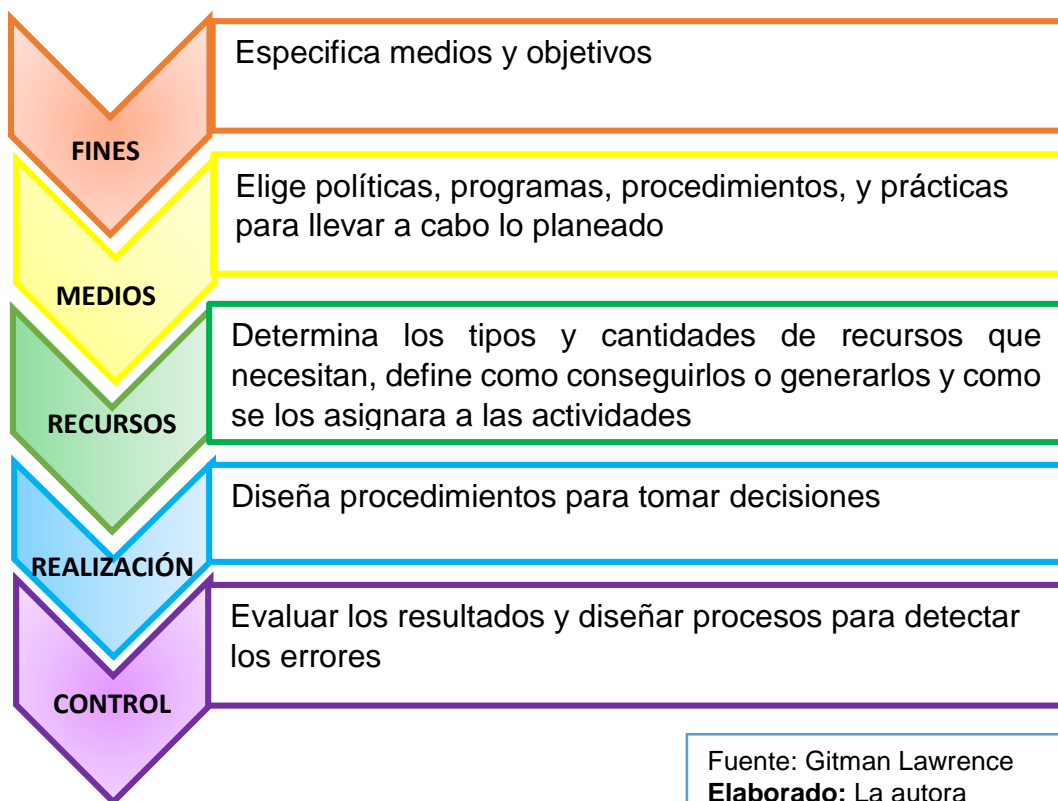 Especifica medios y objetivos
FINES
Elige políticas, programas, procedimientos, y prácticas
para llevar a cabo lo planeado
MEDIOS
Determina los tipos y cantidades de recursos que
necesitan, define como conseguirlos o generarlos y como
se los asignara a las actividades
RECURSOS
Diseña procedimientos para tomar decisiones
REALIZACIÓN
Evaluar los resultados y diseñar procesos para detectar
los errores
CONTROL
Fuente: Gitman Lawrence
Elaborado: La autora